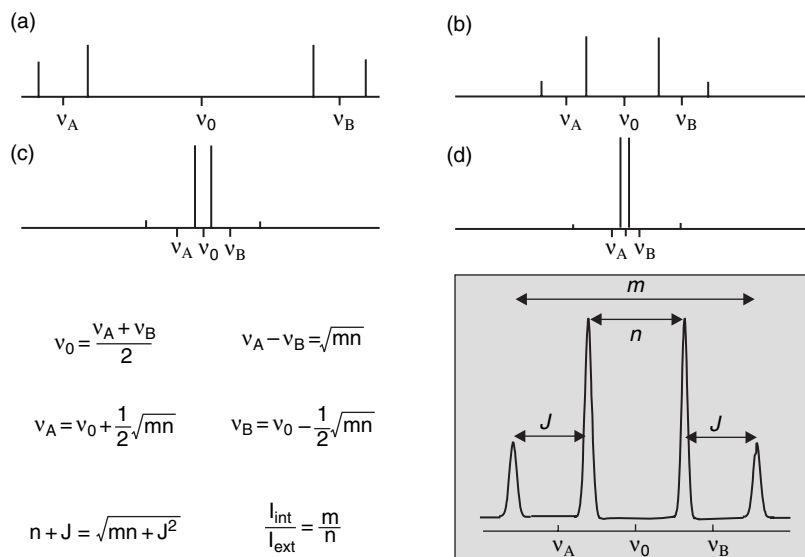 (a)
ν_A ν_0 ν_B
(b)
ν_A ν_0 ν_B
(c)
ν_A ν_0 ν_B
(d)
ν_A ν_B
m
n
J J
ν_A ν_0 ν_B
ν_0 = (ν_A + ν_B)/2
ν_A − ν_B = √(mn)
ν_A = ν_0 + 1/2 √(mn)
ν_B = ν_0 − 1/2 √(mn)
n + J = √(mn + J²)
I_int/I_ext = m/n